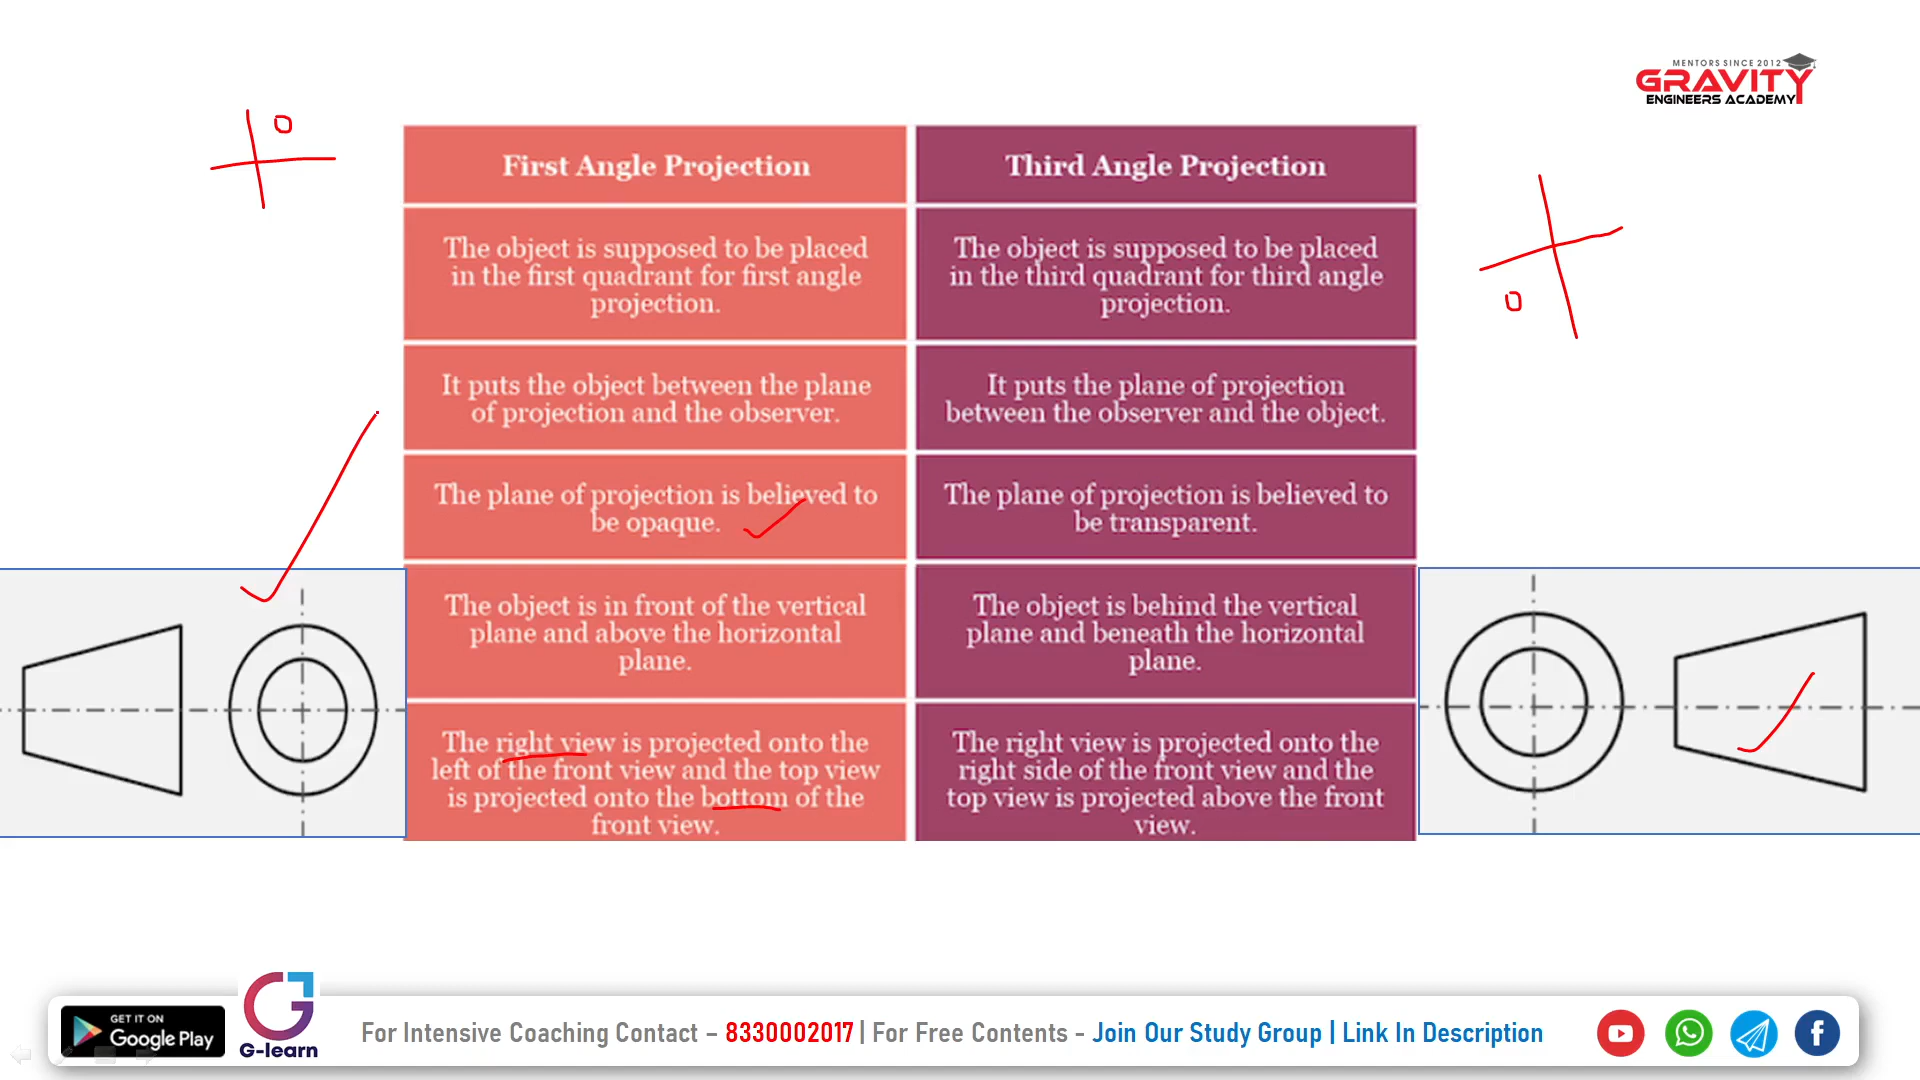 MENTORS SINCE 2012
GRAVITY
ENGINEERS ACADEMY
O
First Angle Projection
Third Angle Projection
The object is supposed to be placed
in the first quadrant for first angle
projection.
The object is supposed to be placed
in the third quadrant for third angle
projection.
O
It puts the object between the plane
of projection and the observer.
It puts the plane of projection
between the observer and the object.
The plane of projection is believed to
be opaque.
The plane of projection is believed to
be transparent.
The object is in front of the vertical
plane and above the horizontal
plane.
The object is behind the vertical
plane and beneath the horizontal
plane.
The right view is projected onto the
left of the front view and the top view
is projected onto the bottom of the
front view.
The right view is projected onto the
right side of the front view and the
top view is projected above the front
view.
GET IT ON
Google Play
G-learn
For Intensive Coaching Contact – 8330002017 | For Free Contents - Join Our Study Group | Link In Description